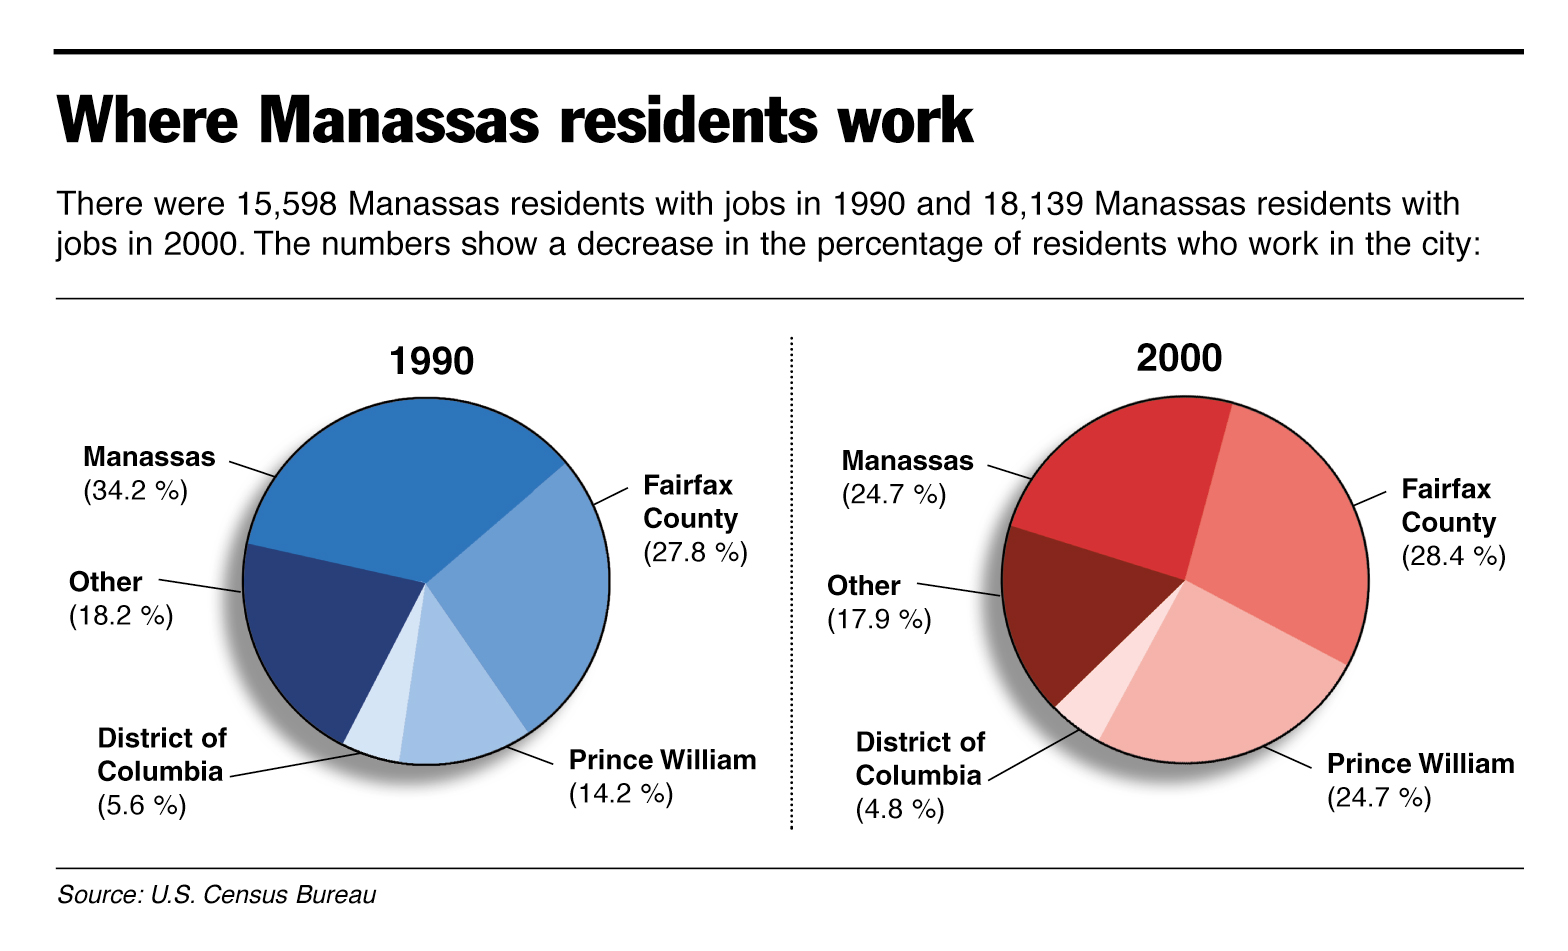 Where Manassas residents work
There were 15,598 Manassas residents with jobs in 1990 and 18,139 Manassas residents with
jobs in 2000. The numbers show a decrease in the percentage of residents who work in the city:
1990
Manassas
(34.2 %)
Fairfax
County
(27.8 %)
Other
(18.2 %)
District of
Columbia
(5.6 %)
Prince William
(14.2 %)
2000
Manassas
(24.7 %)
Fairfax
County
(28.4 %)
Other
(17.9 %)
District of
Columbia
(4.8 %)
Prince William
(24.7 %)
Source: U.S. Census Bureau